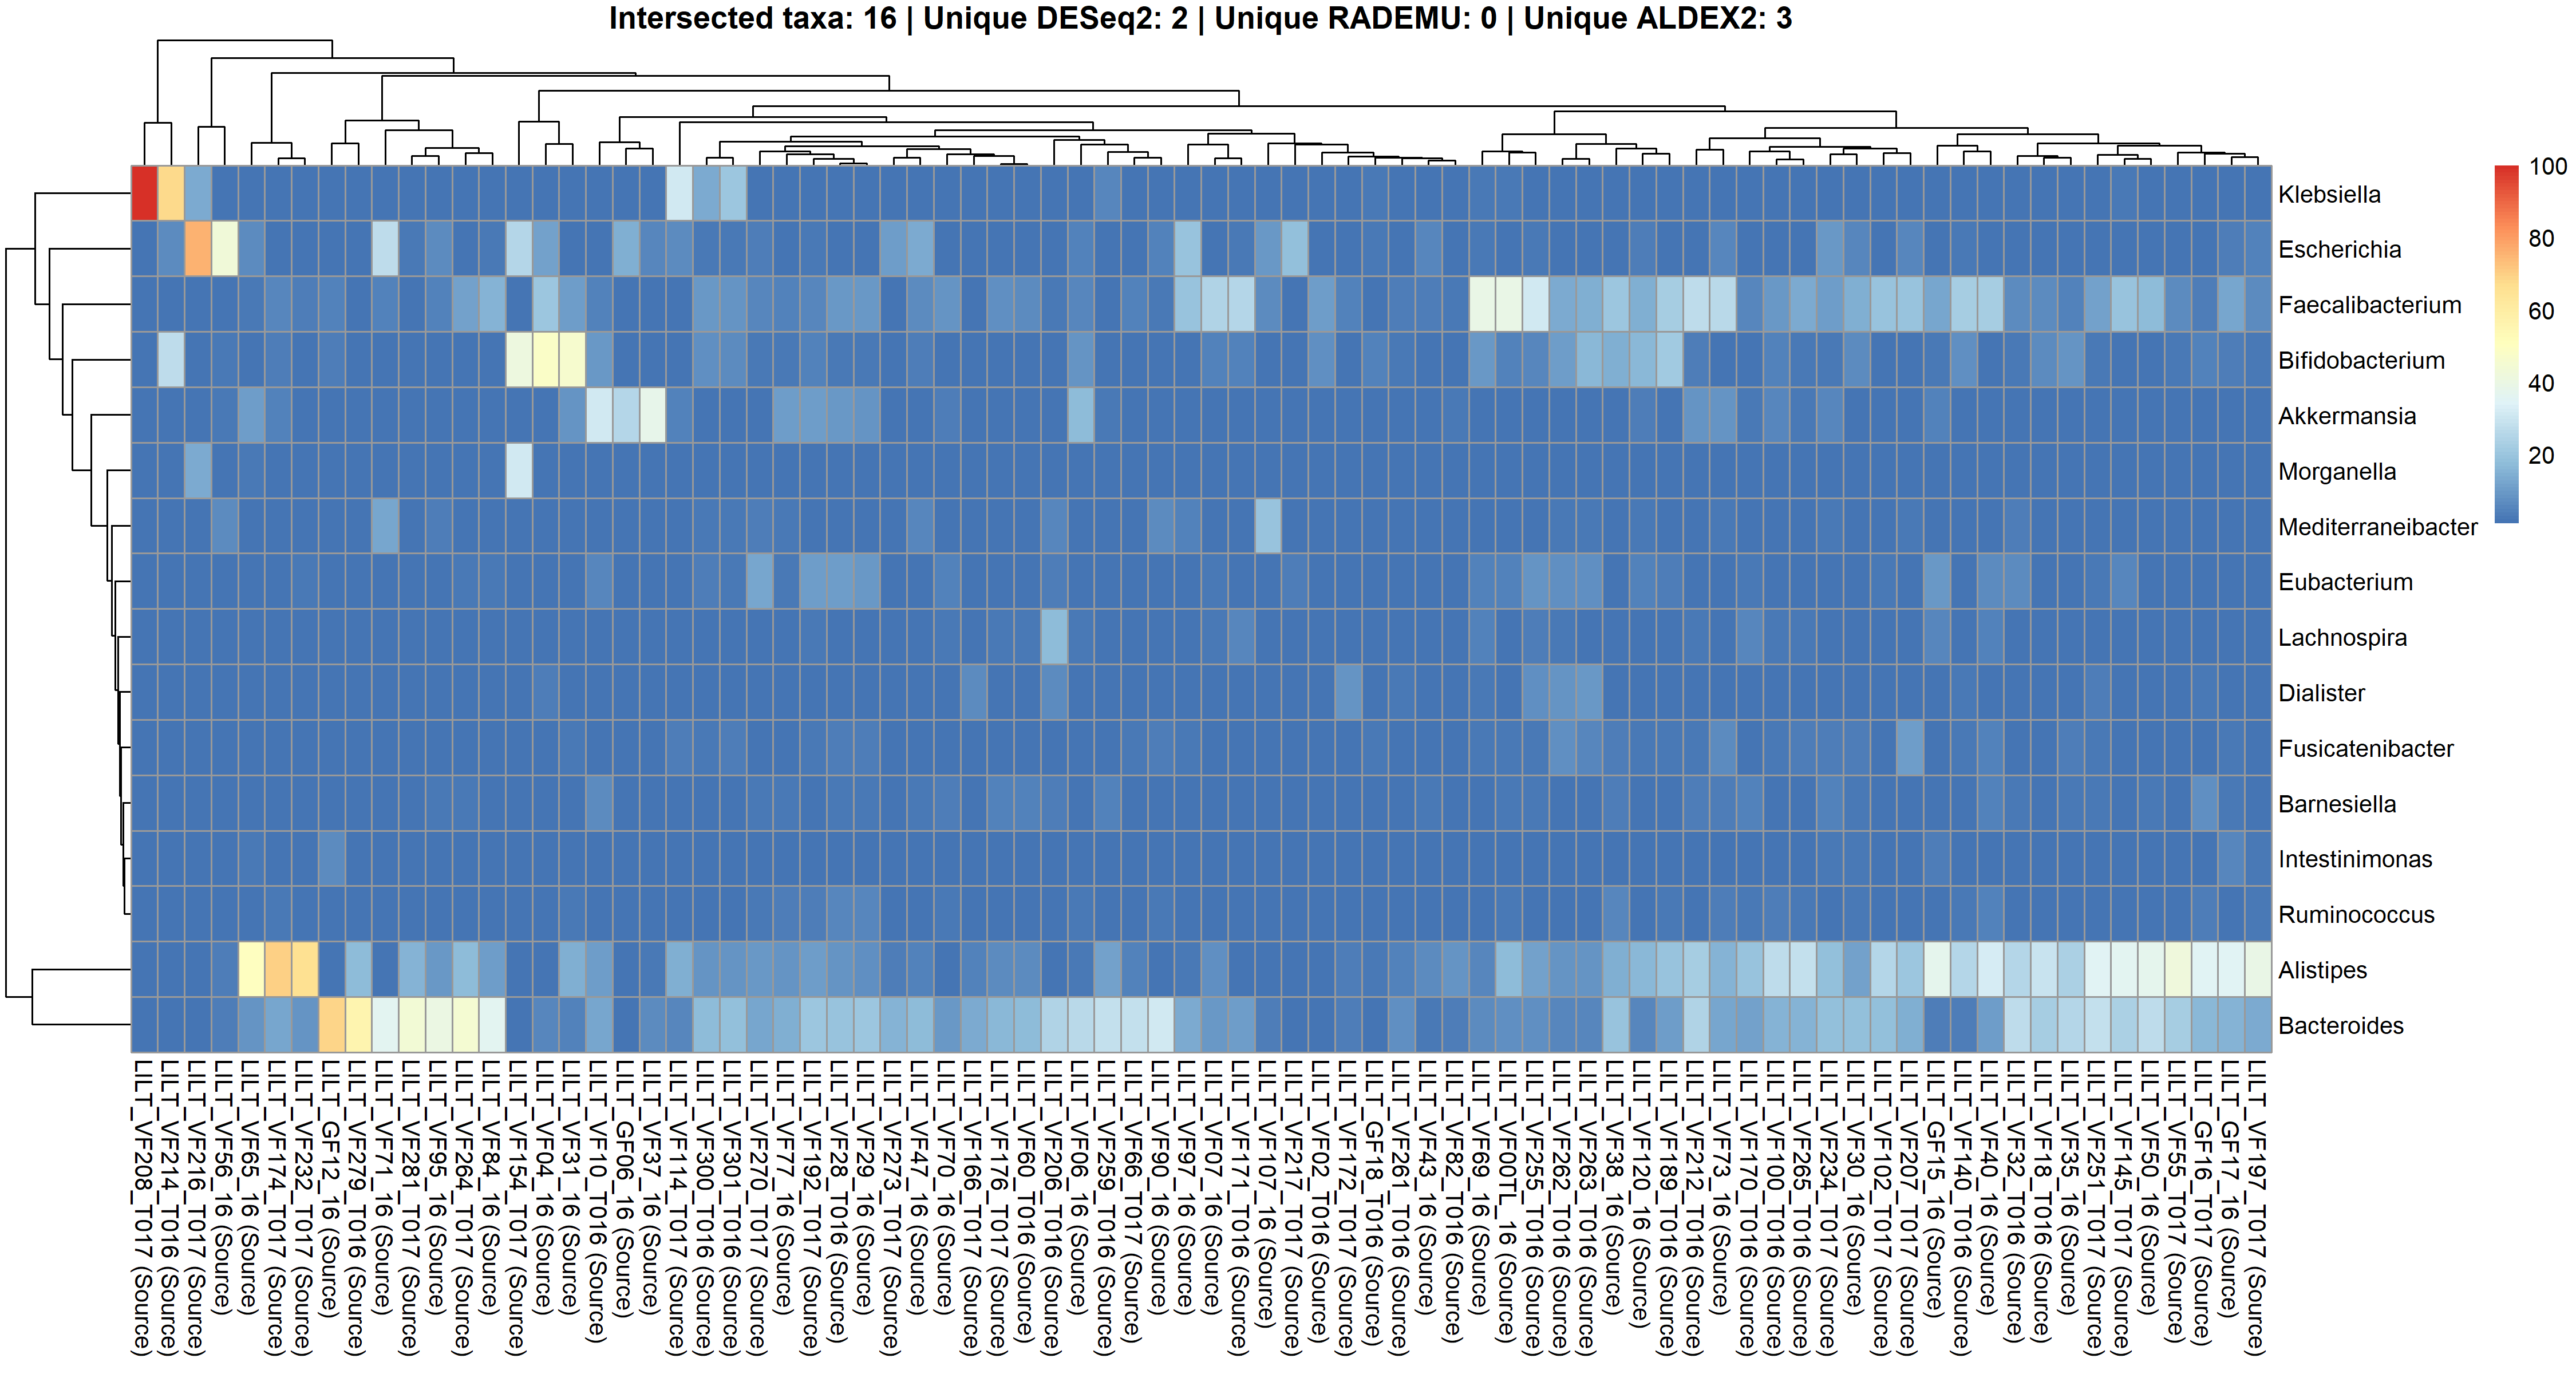 Intersected taxa: 16 | Unique DESeq2: 2 | Unique RADEMU: 0 | Unique ALDEX2: 3
100
80
60
40
20
Klebsiella
Escherichia
Faecalibacterium
Bifidobacterium
Akkermansia
Morganella
Mediterraneibacter
Eubacterium
Lachnospira
Dialister
Fusicatenibacter
Barnesiella
Intestinimonas
Ruminococcus
Alistipes
Bacteroides
LILT_VF208_T017 (Source)
LILT_VF214_T016 (Source)
LILT_VF216_T017 (Source)
LILT_VF56_16 (Source)
LILT_VF65_16 (Source)
LILT_VF174_T017 (Source)
LILT_VF232_T017 (Source)
LILT_GF12_16 (Source)
LILT_VF279_T016 (Source)
LILT_VF71_16 (Source)
LILT_VF281_T017 (Source)
LILT_VF95_16 (Source)
LILT_VF264_T017 (Source)
LILT_VF84_16 (Source)
LILT_VF154_T017 (Source)
LILT_VF04_16 (Source)
LILT_VF31_16 (Source)
LILT_VF10_T016 (Source)
LILT_GF06_16 (Source)
LILT_VF37_16 (Source)
LILT_VF114_T017 (Source)
LILT_VF300_T016 (Source)
LILT_VF301_T016 (Source)
LILT_VF270_T017 (Source)
LILT_VF77_16 (Source)
LILT_VF192_T017 (Source)
LILT_VF28_T016 (Source)
LILT_VF29_16 (Source)
LILT_VF273_T017 (Source)
LILT_VF47_16 (Source)
LILT_VF70_16 (Source)
LILT_VF166_T017 (Source)
LILT_VF176_T017 (Source)
LILT_VF60_T016 (Source)
LILT_VF206_T016 (Source)
LILT_VF06_16 (Source)
LILT_VF259_T016 (Source)
LILT_VF66_T017 (Source)
LILT_VF90_16 (Source)
LILT_VF97_16 (Source)
LILT_VF07_16 (Source)
LILT_VF171_T016 (Source)
LILT_VF107_16 (Source)
LILT_VF217_T017 (Source)
LILT_VF02_T016 (Source)
LILT_VF172_T017 (Source)
LILT_GF18_T016 (Source)
LILT_VF261_T016 (Source)
LILT_VF43_16 (Source)
LILT_VF82_T016 (Source)
LILT_VF69_16 (Source)
LILT_VF00TL_16 (Source)
LILT_VF255_T016 (Source)
LILT_VF262_T016 (Source)
LILT_VF263_T016 (Source)
LILT_VF38_16 (Source)
LILT_VF120_16 (Source)
LILT_VF189_T016 (Source)
LILT_VF212_T016 (Source)
LILT_VF73_16 (Source)
LILT_VF170_T016 (Source)
LILT_VF100_T016 (Source)
LILT_VF265_T016 (Source)
LILT_VF234_T017 (Source)
LILT_VF30_16 (Source)
LILT_VF102_T017 (Source)
LILT_VF207_T017 (Source)
LILT_GF15_16 (Source)
LILT_VF140_T016 (Source)
LILT_VF40_16 (Source)
LILT_VF32_T016 (Source)
LILT_VF18_T016 (Source)
LILT_VF35_16 (Source)
LILT_VF251_T017 (Source)
LILT_VF145_T017 (Source)
LILT_VF50_16 (Source)
LILT_VF55_T017 (Source)
LILT_GF16_T017 (Source)
LILT_GF17_16 (Source)
LILT_VF197_T017 (Source)